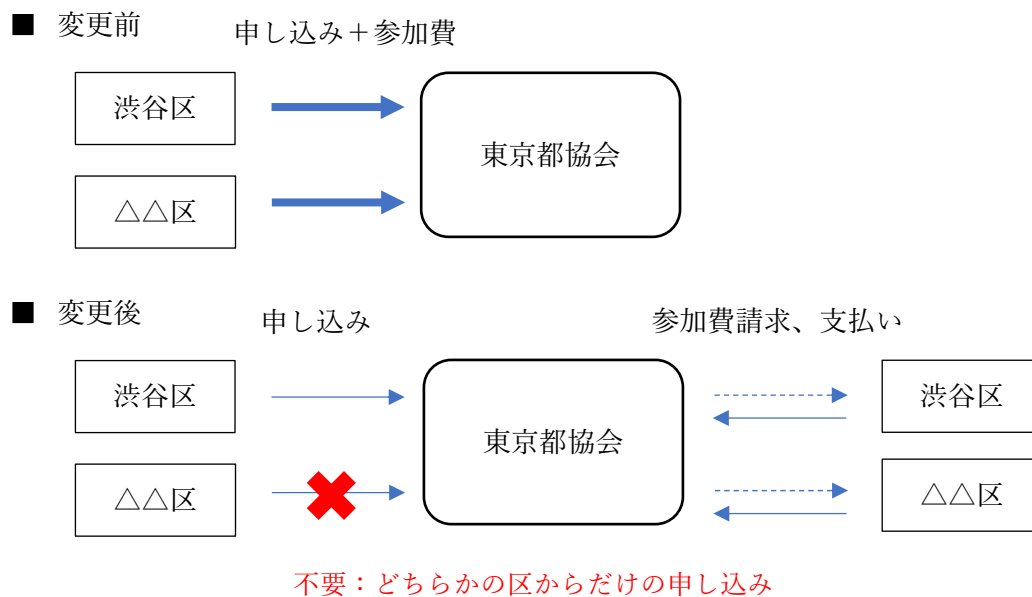 ■ 変更前
申し込み＋参加費
渋谷区
東京都協会
△△区
■ 変更後
申し込み
参加費請求、支払い
渋谷区
東京都協会
渋谷区
△△区
△△区
不要：どちらかの区からだけの申し込み